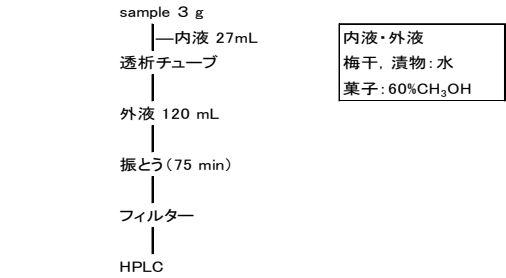 sample 3 g
内液 27mL
透析チューブ
外液 120 mL
振とう(75 min)
フィルター
HPLC
内液・外液
梅干, 漬物:水
菓子:60%CH₃OH